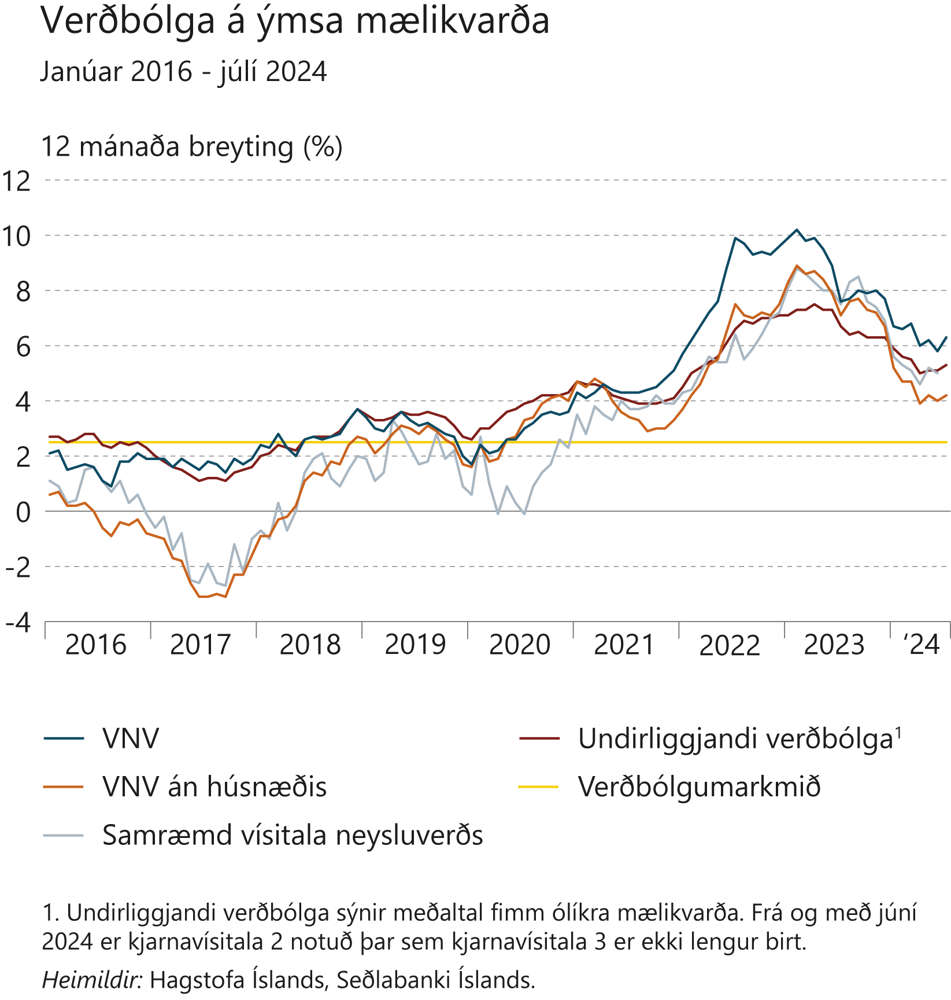 Verðbólga á ýmsa mælikvarða
Janúar 2016 - júlí 2024
12 mánaða breyting (%)
12
10
8
6
4
2
0
-2
-4
2016 2017 2018 2019 2020 2021 2022 2023 ‘24
VNV
Undirliggjandi verðbólga¹
VNV án húsnæðis
Verðbólgumarkmið
Samræmd vísitala neysluverðs
1. Undirliggjandi verðbólga sýnir meðaltal fimm ólíkra mælikvarða. Frá og með júní
2024 er kjarnavísitala 2 notuð þar sem kjarnavísitala 3 er ekki lengur birt.
Heimildir: Hagstofa Íslands, Seðlabanki Íslands.